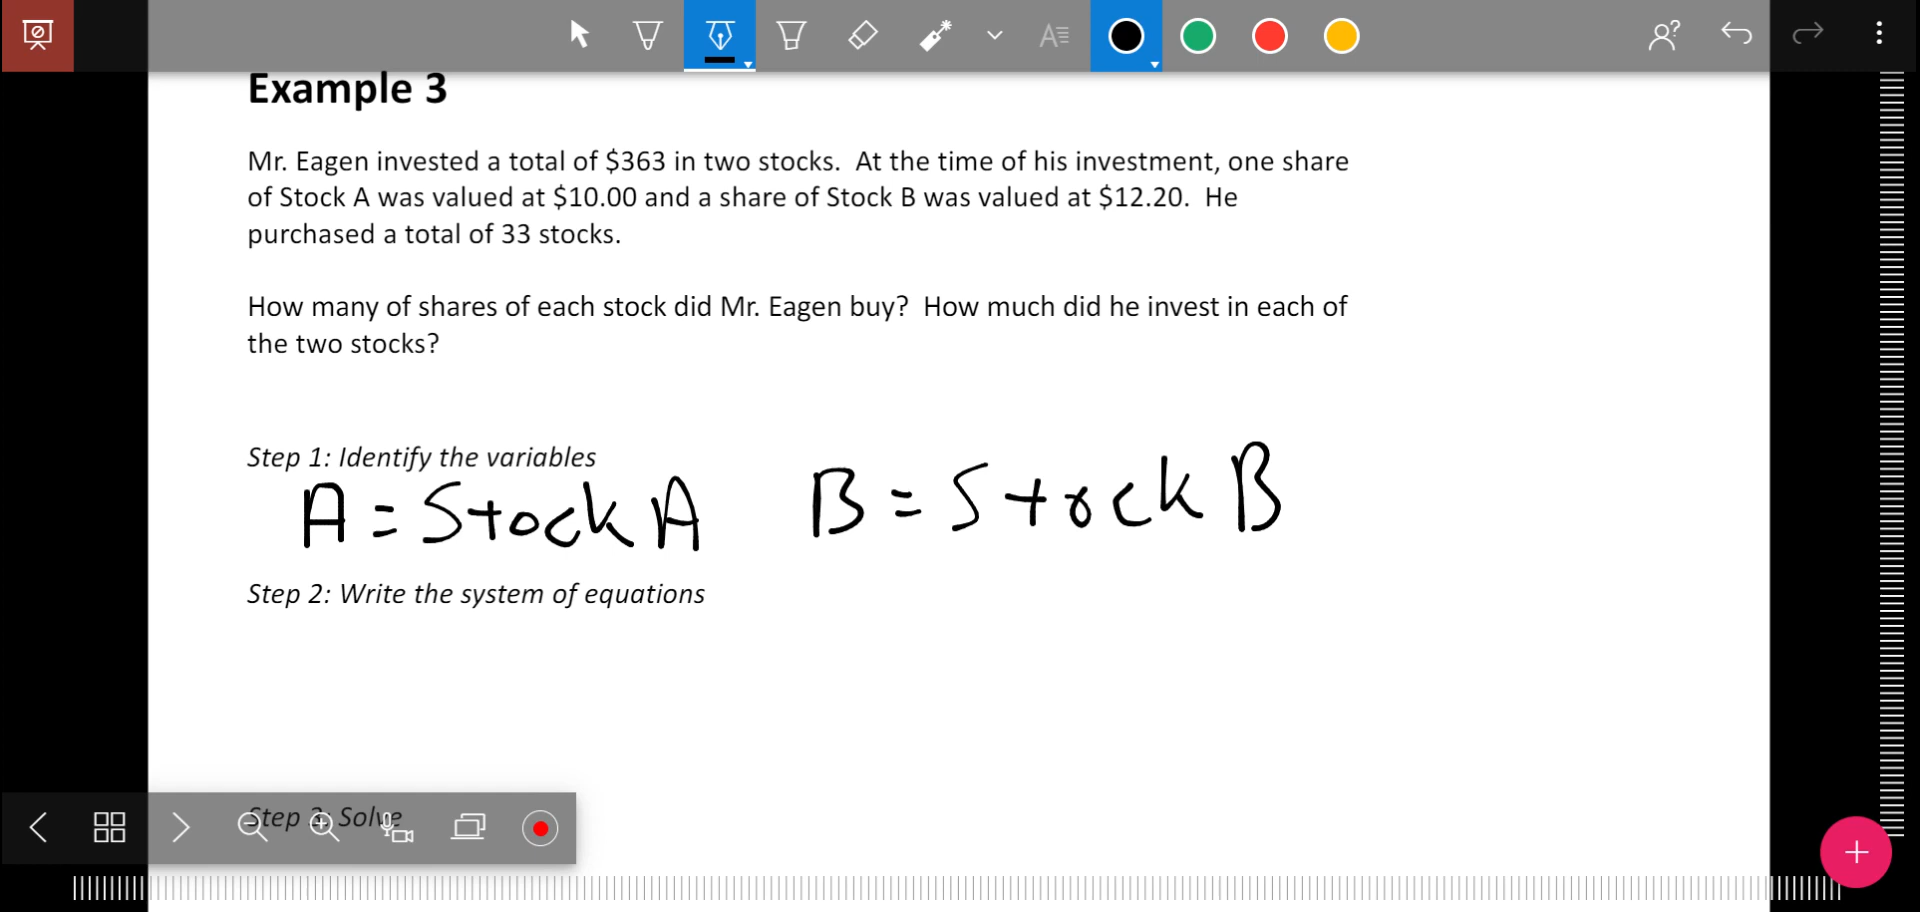 Example 3
Mr. Eagen invested a total of $363 in two stocks.  At the time of his investment, one share
of Stock A was valued at $10.00 and a share of Stock B was valued at $12.20.  He
purchased a total of 33 stocks.
How many of shares of each stock did Mr. Eagen buy?  How much did he invest in each of
the two stocks?
Step 1: Identify the variables
A = Stock A B = Stock B
Step 2: Write the system of equations
Step 3: Solve